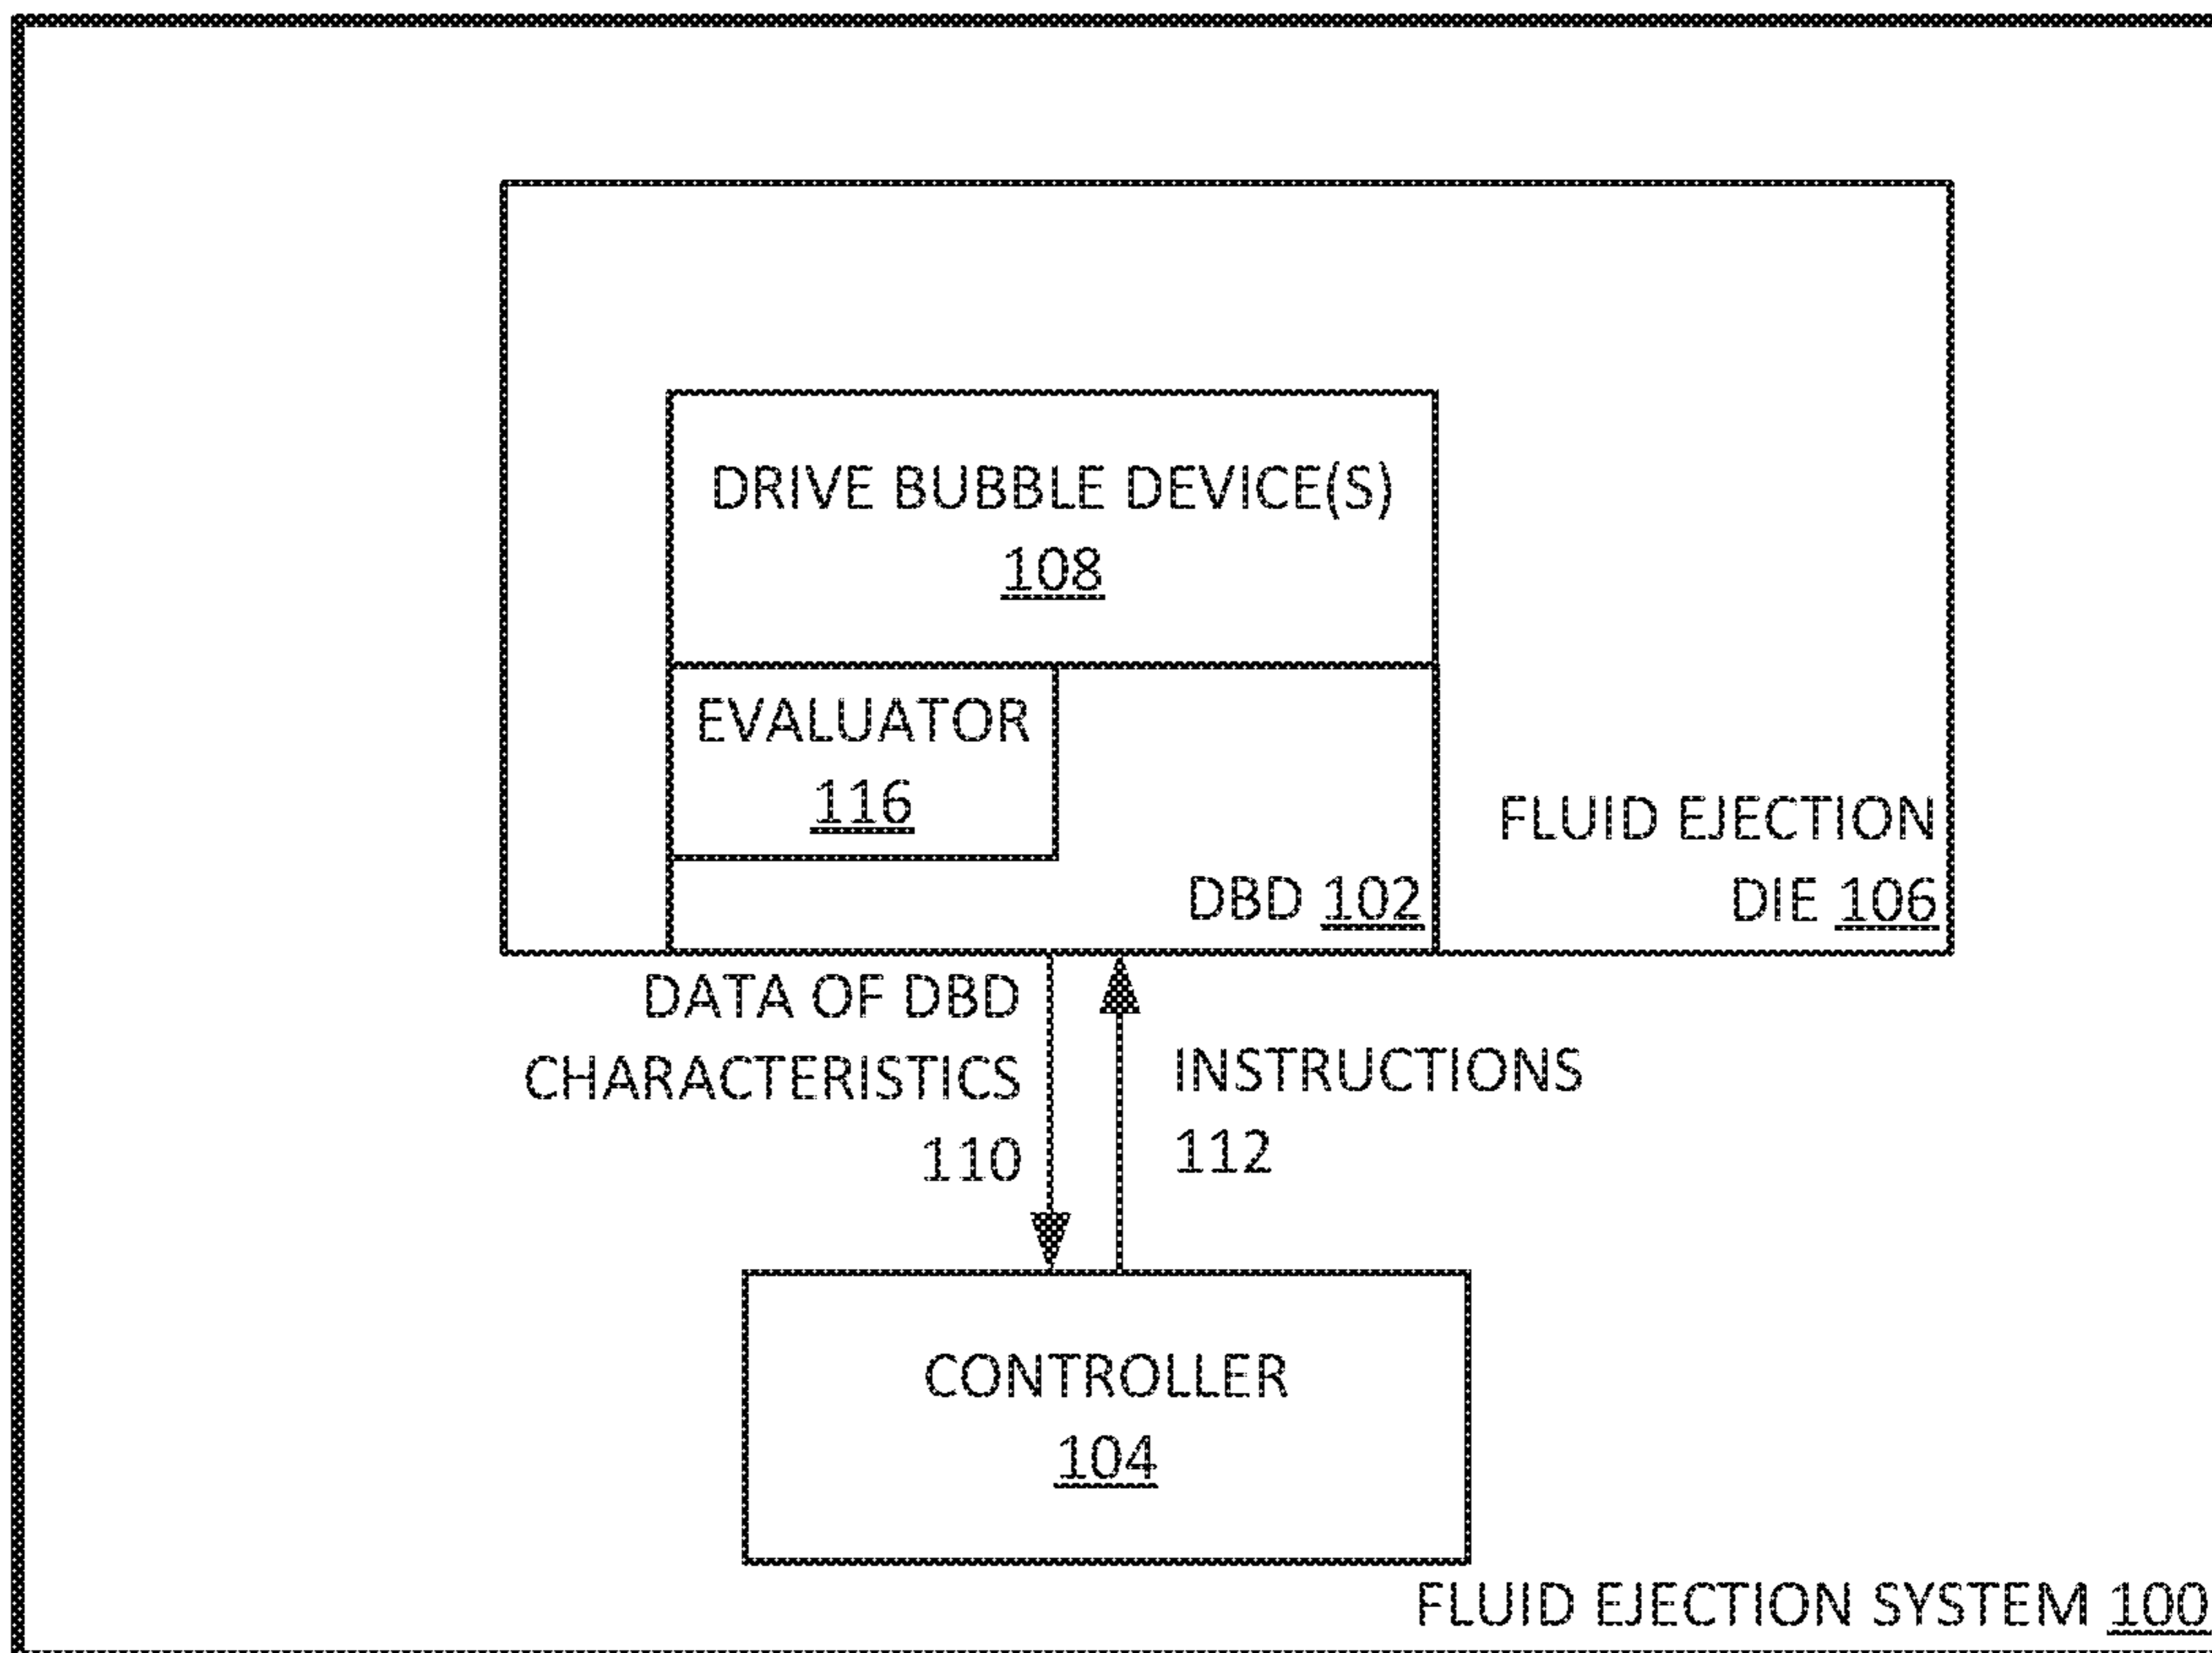 DRIVE BUBBLE DEVICE(S)
108
EVALUATOR
116
DBD 102
FLUID EJECTION
DIE 106
DATA OF DBD
CHARACTERISTICS
110
INSTRUCTIONS
112
CONTROLLER
104
FLUID EJECTION SYSTEM 100